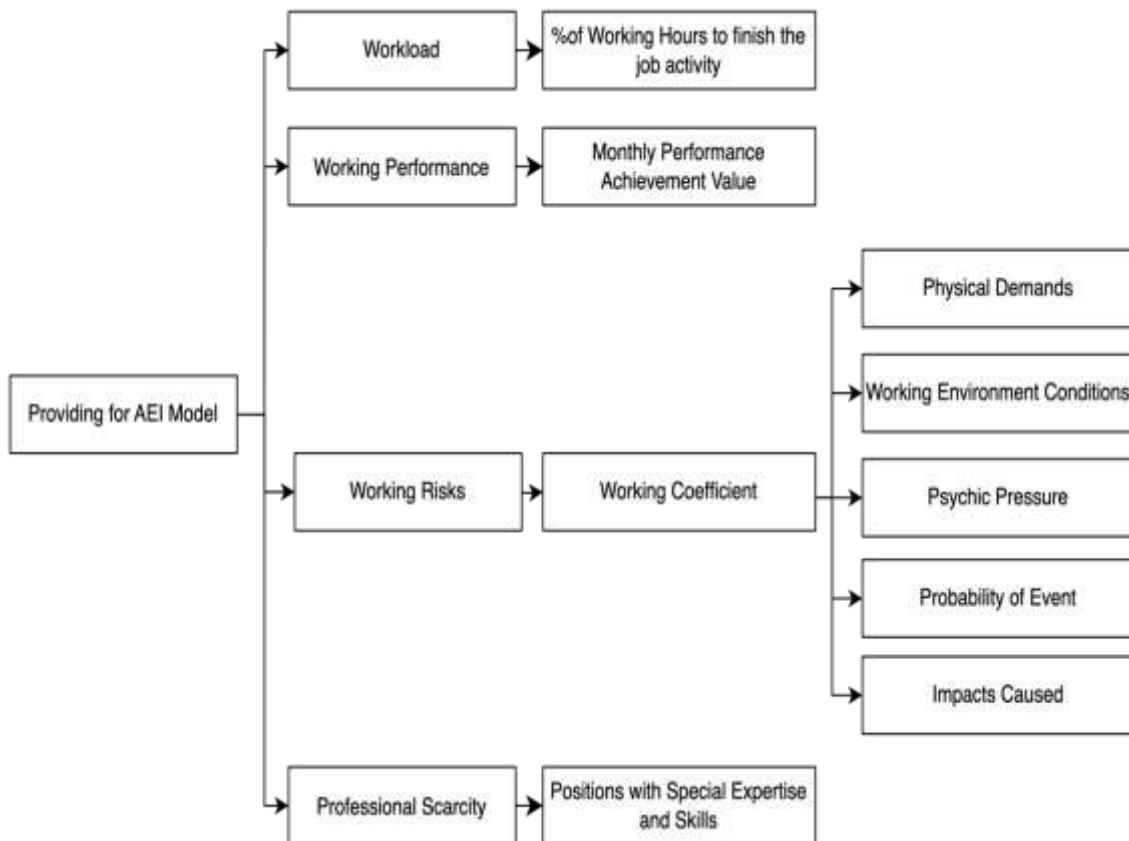 Workload
%of Working Hours to finish the
job activity
Working Performance
Monthly Performance
Achievement Value
Physical Demands
Working Environment Conditions
Providing for AEI Model
Working Risks
Working Coefficient
Psychic Pressure
Probability of Event
Impacts Caused
Professional Scarcity
Positions with Special Expertise
and Skills